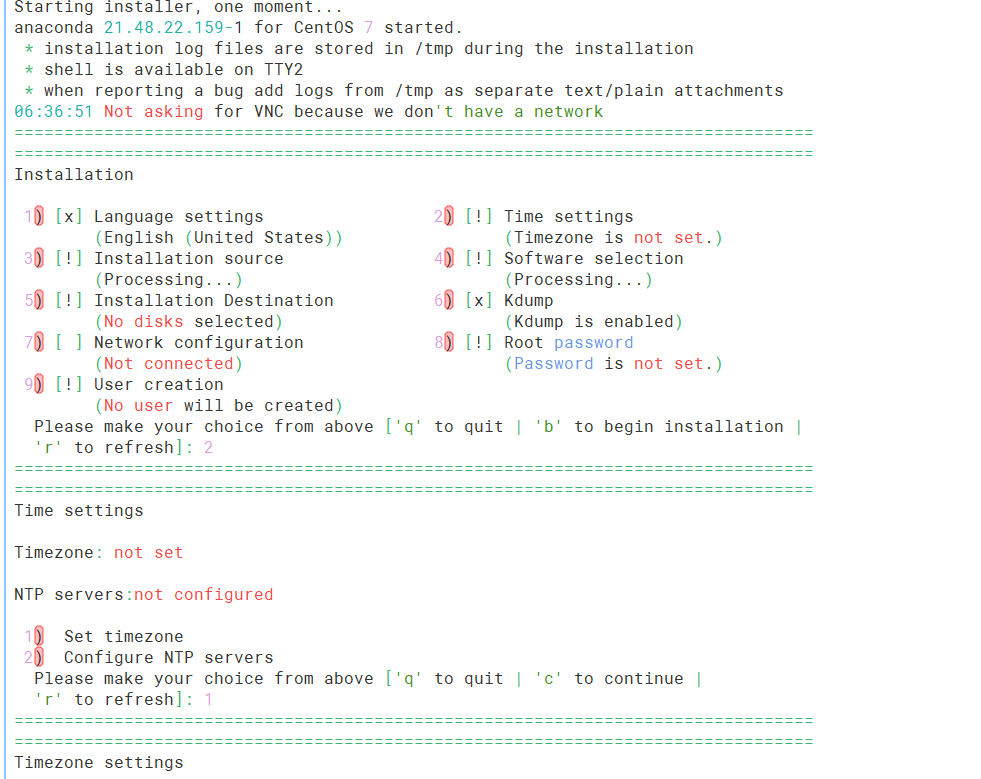 Starting installer, one moment...
anaconda 21.48.22.159-1 for CentOS 7 started.
* installation log files are stored in /tmp during the installation
* shell is available on TTY2
* when reporting a bug add logs from /tmp as separate text/plain attachments
06:36:51 Not asking for VNC because we don't have a network
================================================================================
================================================================================
Installation
1) [x] Language settings                 2) [!] Time settings
(English (United States))                (Timezone is not set.)
3) [!] Installation source               4) [!] Software selection
(Processing...)                          (Processing...)
5) [!] Installation Destination          6) [x] Kdump
(No disks selected)                      (Kdump is enabled)
7) [ ] Network configuration             8) [!] Root password
(Not connected)                          (Password is not set.)
9) [!] User creation
(No user will be created)
Please make your choice from above ['q' to quit | 'b' to begin installation |
'r' to refresh]: 2
================================================================================
================================================================================
Time settings
Timezone: not set
NTP servers:not configured
1)  Set timezone
2)  Configure NTP servers
Please make your choice from above ['q' to quit | 'c' to continue |
'r' to refresh]: 1
================================================================================
================================================================================
Timezone settings